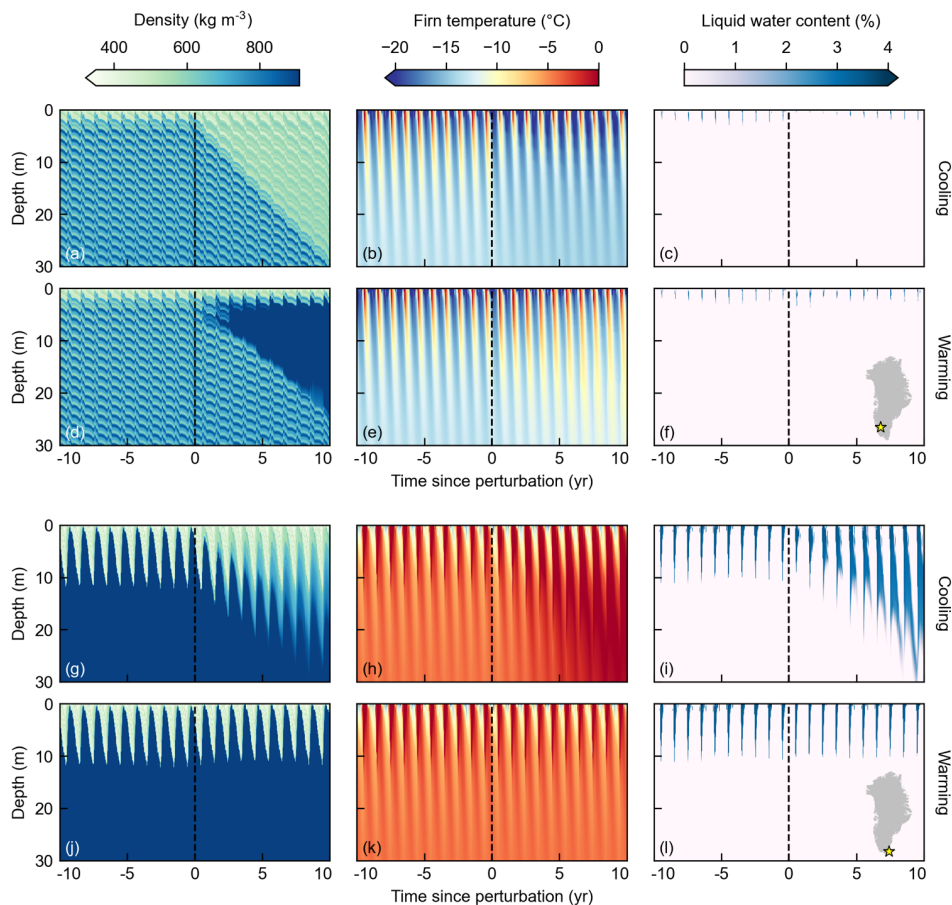 Density (kg m⁻³) Firn temperature (°C) Liquid water content (%)
400 600 800 −20 −15 −10 −5 0 0 1 2 3 4
0
10
20
30
Depth (m)
(a) (b) (c)
Cooling
0
10
20
30
Depth (m)
(d) (e) (f)
Warming
-10 -5 0 5 10 -10 -5 0 5 10 -10 -5 0 5 10
Time since perturbation (yr)
0
10
20
30
Depth (m)
(g) (h) (i)
Cooling
0
10
20
30
Depth (m)
(j) (k) (l)
Warming
-10 -5 0 5 10 -10 -5 0 5 10 -10 -5 0 5 10
Time since perturbation (yr)